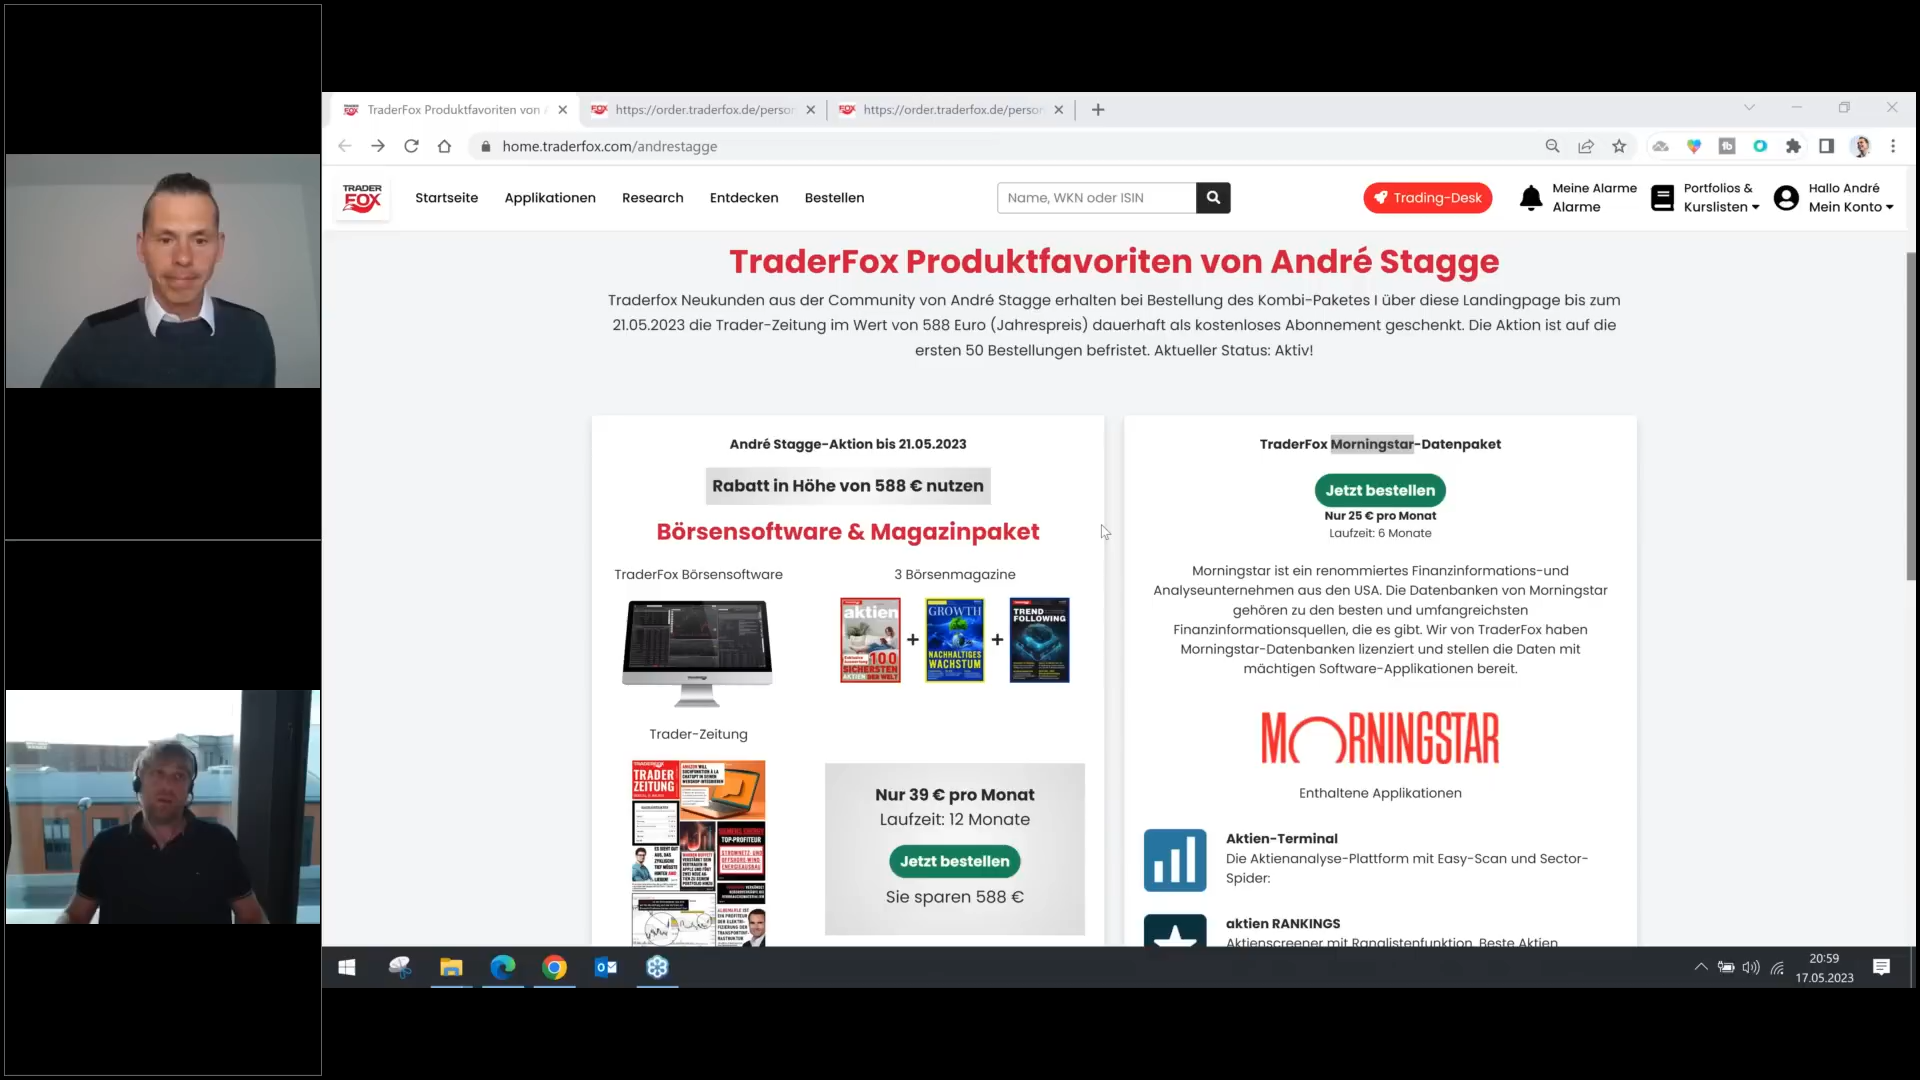 TraderFox Produktfavoriten von A
https://order.traderfox.de/person
https://order.traderfox.de/person
home.traderfox.com/andrestagge
TRADER
FOX
Startseite
Applikationen
Research
Entdecken
Bestellen
Name, WKN oder ISIN
Trading-Desk
Meine Alarme
Alarme
Portfolios &
Kurslisten
Hallo André
Mein Konto
TraderFox Produktfavoriten von André Stagge
Traderfox Neukunden aus der Community von André Stagge erhalten bei Bestellung des Kombi-Paketes I über diese Landingpage bis zum
21.05.2023 die Trader-Zeitung im Wert von 588 Euro (Jahrespreis) dauerhaft als kostenloses Abonnement geschenkt. Die Aktion ist auf die
ersten 50 Bestellungen befristet. Aktueller Status: Aktiv!
André Stagge-Aktion bis 21.05.2023
Rabatt in Höhe von 588 € nutzen
Börsensoftware & Magazinpaket
TraderFox Börsensoftware
3 Börsenmagazine
aktien
100
SICHERSTEN
AKTIEN DER WELT
+
GROWTH
NACHHALTIGES
WACHSTUM
+
TREND
FOLLOWING
Trader-Zeitung
TRADER
ZEITUNG
TOP-PROFITEUR
Nur 39 € pro Monat
Laufzeit: 12 Monate
Jetzt bestellen
Sie sparen 588 €
TraderFox Morningstar-Datenpaket
Jetzt bestellen
Nur 25 € pro Monat
Laufzeit: 6 Monate
Morningstar ist ein renommiertes Finanzinformations-und
Analyseunternehmen aus den USA. Die Datenbanken von Morningstar
gehören zu den besten und umfangreichsten
Finanzinformationsquellen, die es gibt. Wir von TraderFox haben
Morningstar-Datenbanken lizenziert und stellen die Daten mit
mächtigen Software-Applikationen bereit.
MORNINGSTAR
Enthaltene Applikationen
Aktien-Terminal
Die Aktienanalyse-Plattform mit Easy-Scan und Sector-
Spider:
aktien RANKINGS
Aktienscreener mit Ranglistenfunktion. Beste Aktien
20:59
17.05.2023